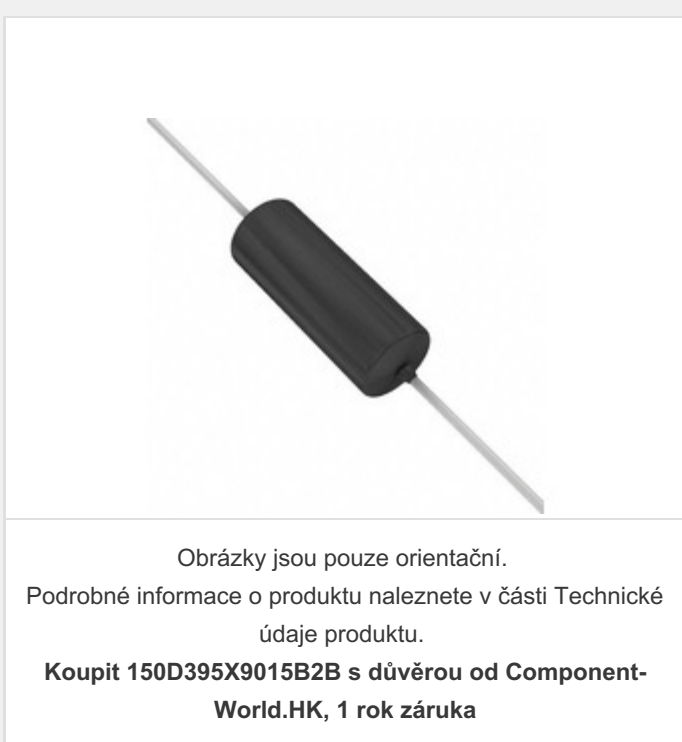 Obrázky jsou pouze orientační.
Podrobné informace o produktu naleznete v části Technické
údaje produktu.
Koupit 150D395X9015B2B s důvěrou od Component-
World.HK, 1 rok záruka